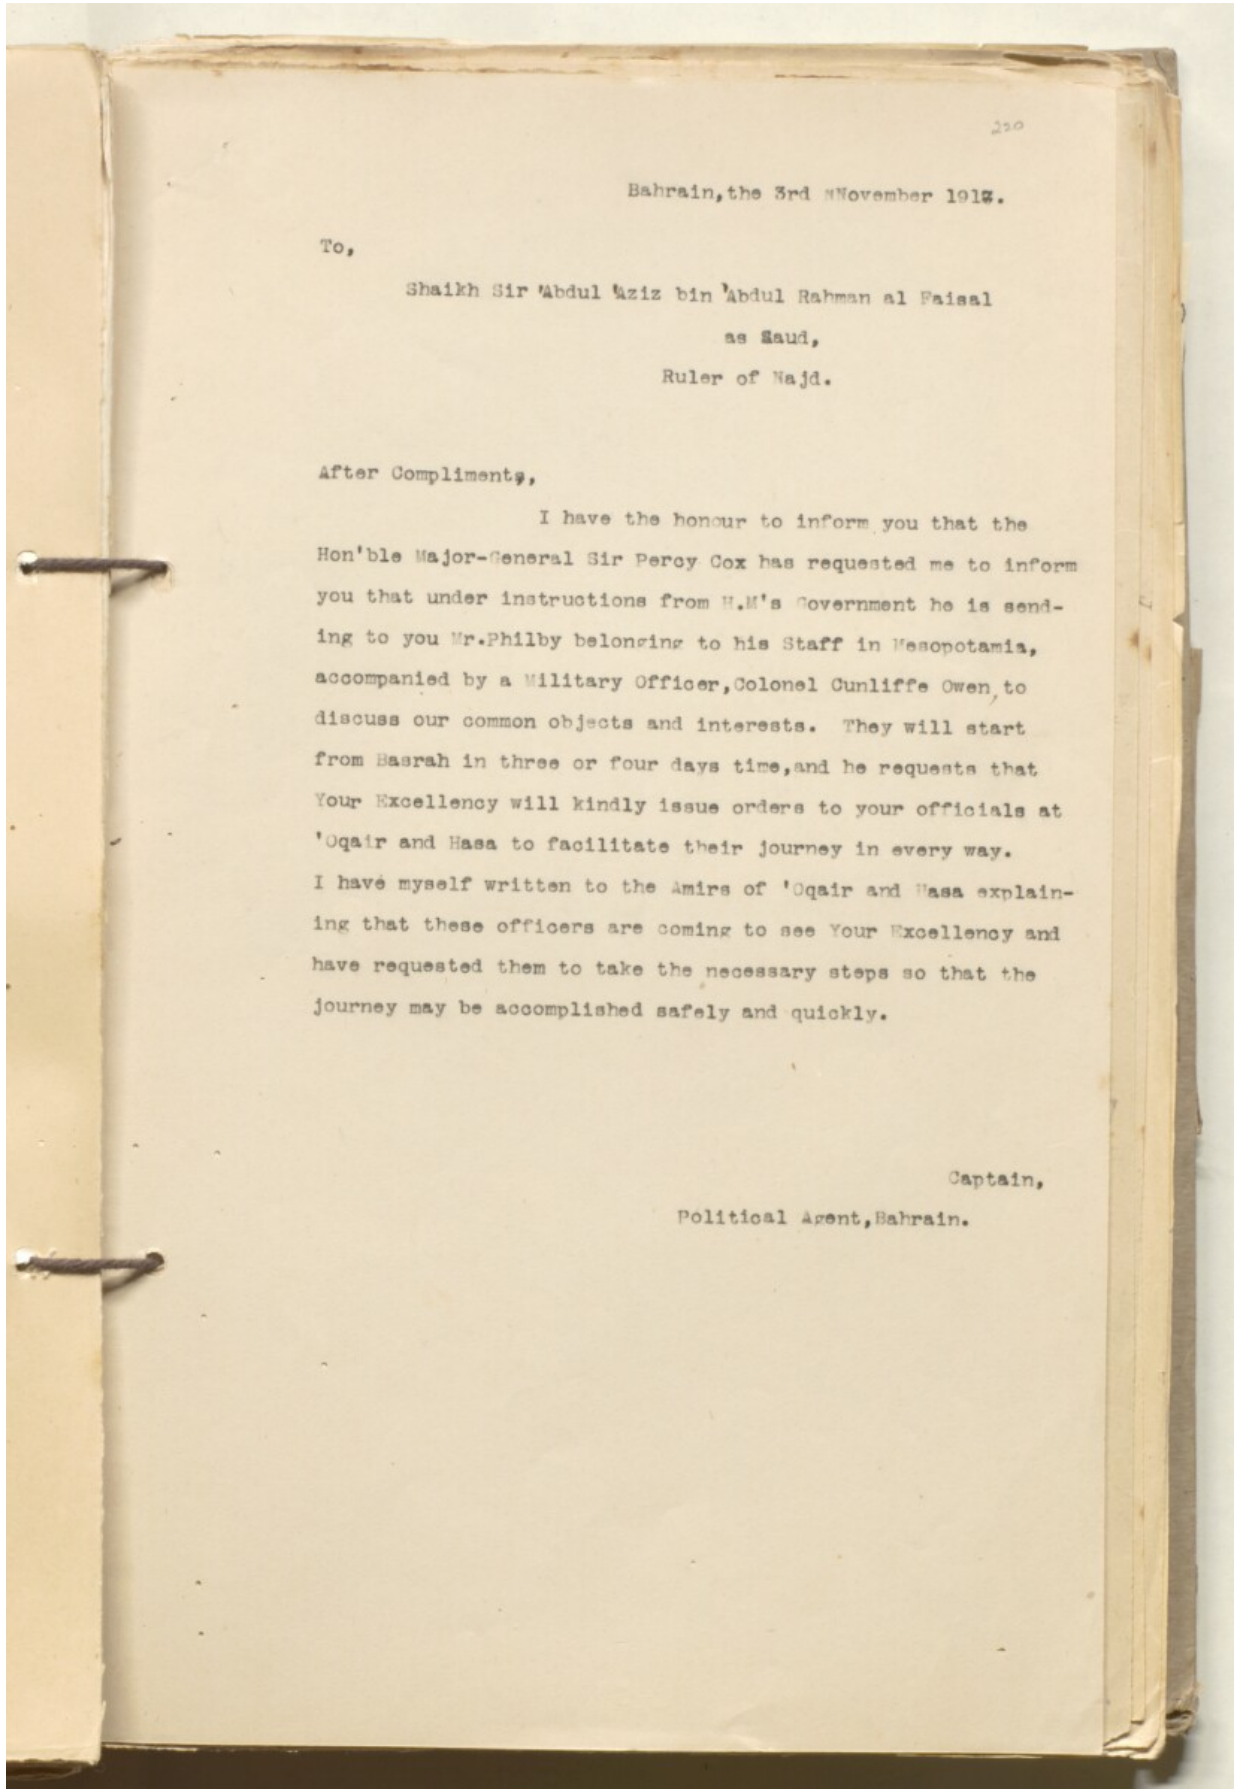 220
Bahrain,the 3rd November 1917.
To,
Shaikh Sir 'Abdul 'Aziz bin 'Abdul Rahman al Faisal
as Saud,
Ruler of Najd.
After Compliments,
I have the honour to inform you that the
Hon'ble Major-General Sir Percy Cox has requested me to inform
you that under instructions from H.M's Government he is send-
ing to you Mr.Philby belonging to his Staff in Mesopotamia,
accompanied by a Military Officer,Colonel Cunliffe Owen,to
discuss our common objects and interests. They will start
from Basrah in three or four days time,and he requests that
Your Excellency will kindly issue orders to your officials at
'Oqair and Hasa to facilitate their journey in every way.
I have myself written to the Amirs of 'Oqair and Hasa explain-
ing that these officers are coming to see Your Excellency and
have requested them to take the necessary steps so that the
journey may be accomplished safely and quickly.
Captain,
Political Agent,Bahrain.